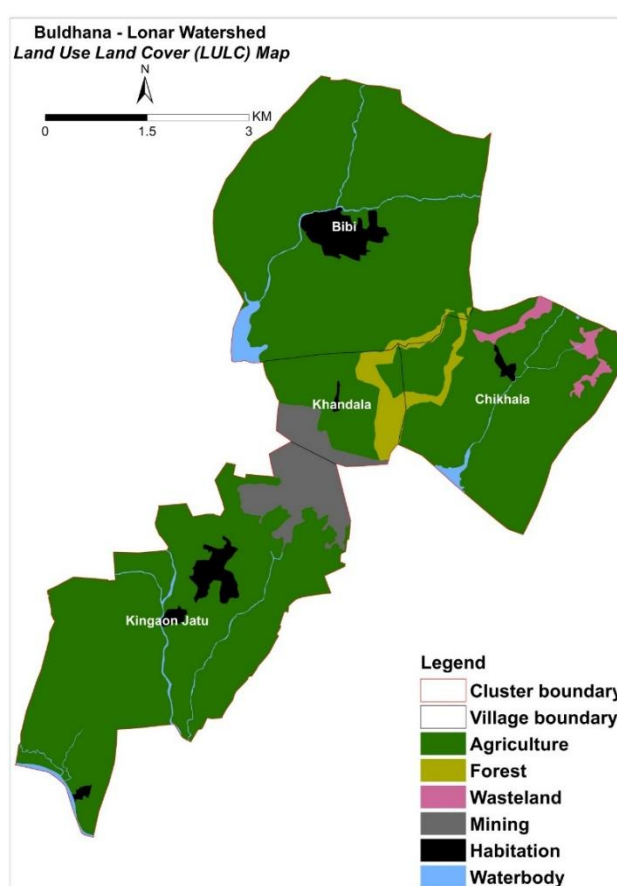 Buldhana - Lonar Watershed
Land Use Land Cover (LULC) Map
N
KM
0 1.5 3
Bibi
Khandala
Chikhala
Kingaon Jatu
Legend
Cluster boundary
Village boundary
Agriculture
Forest
Wasteland
Mining
Habitation
Waterbody